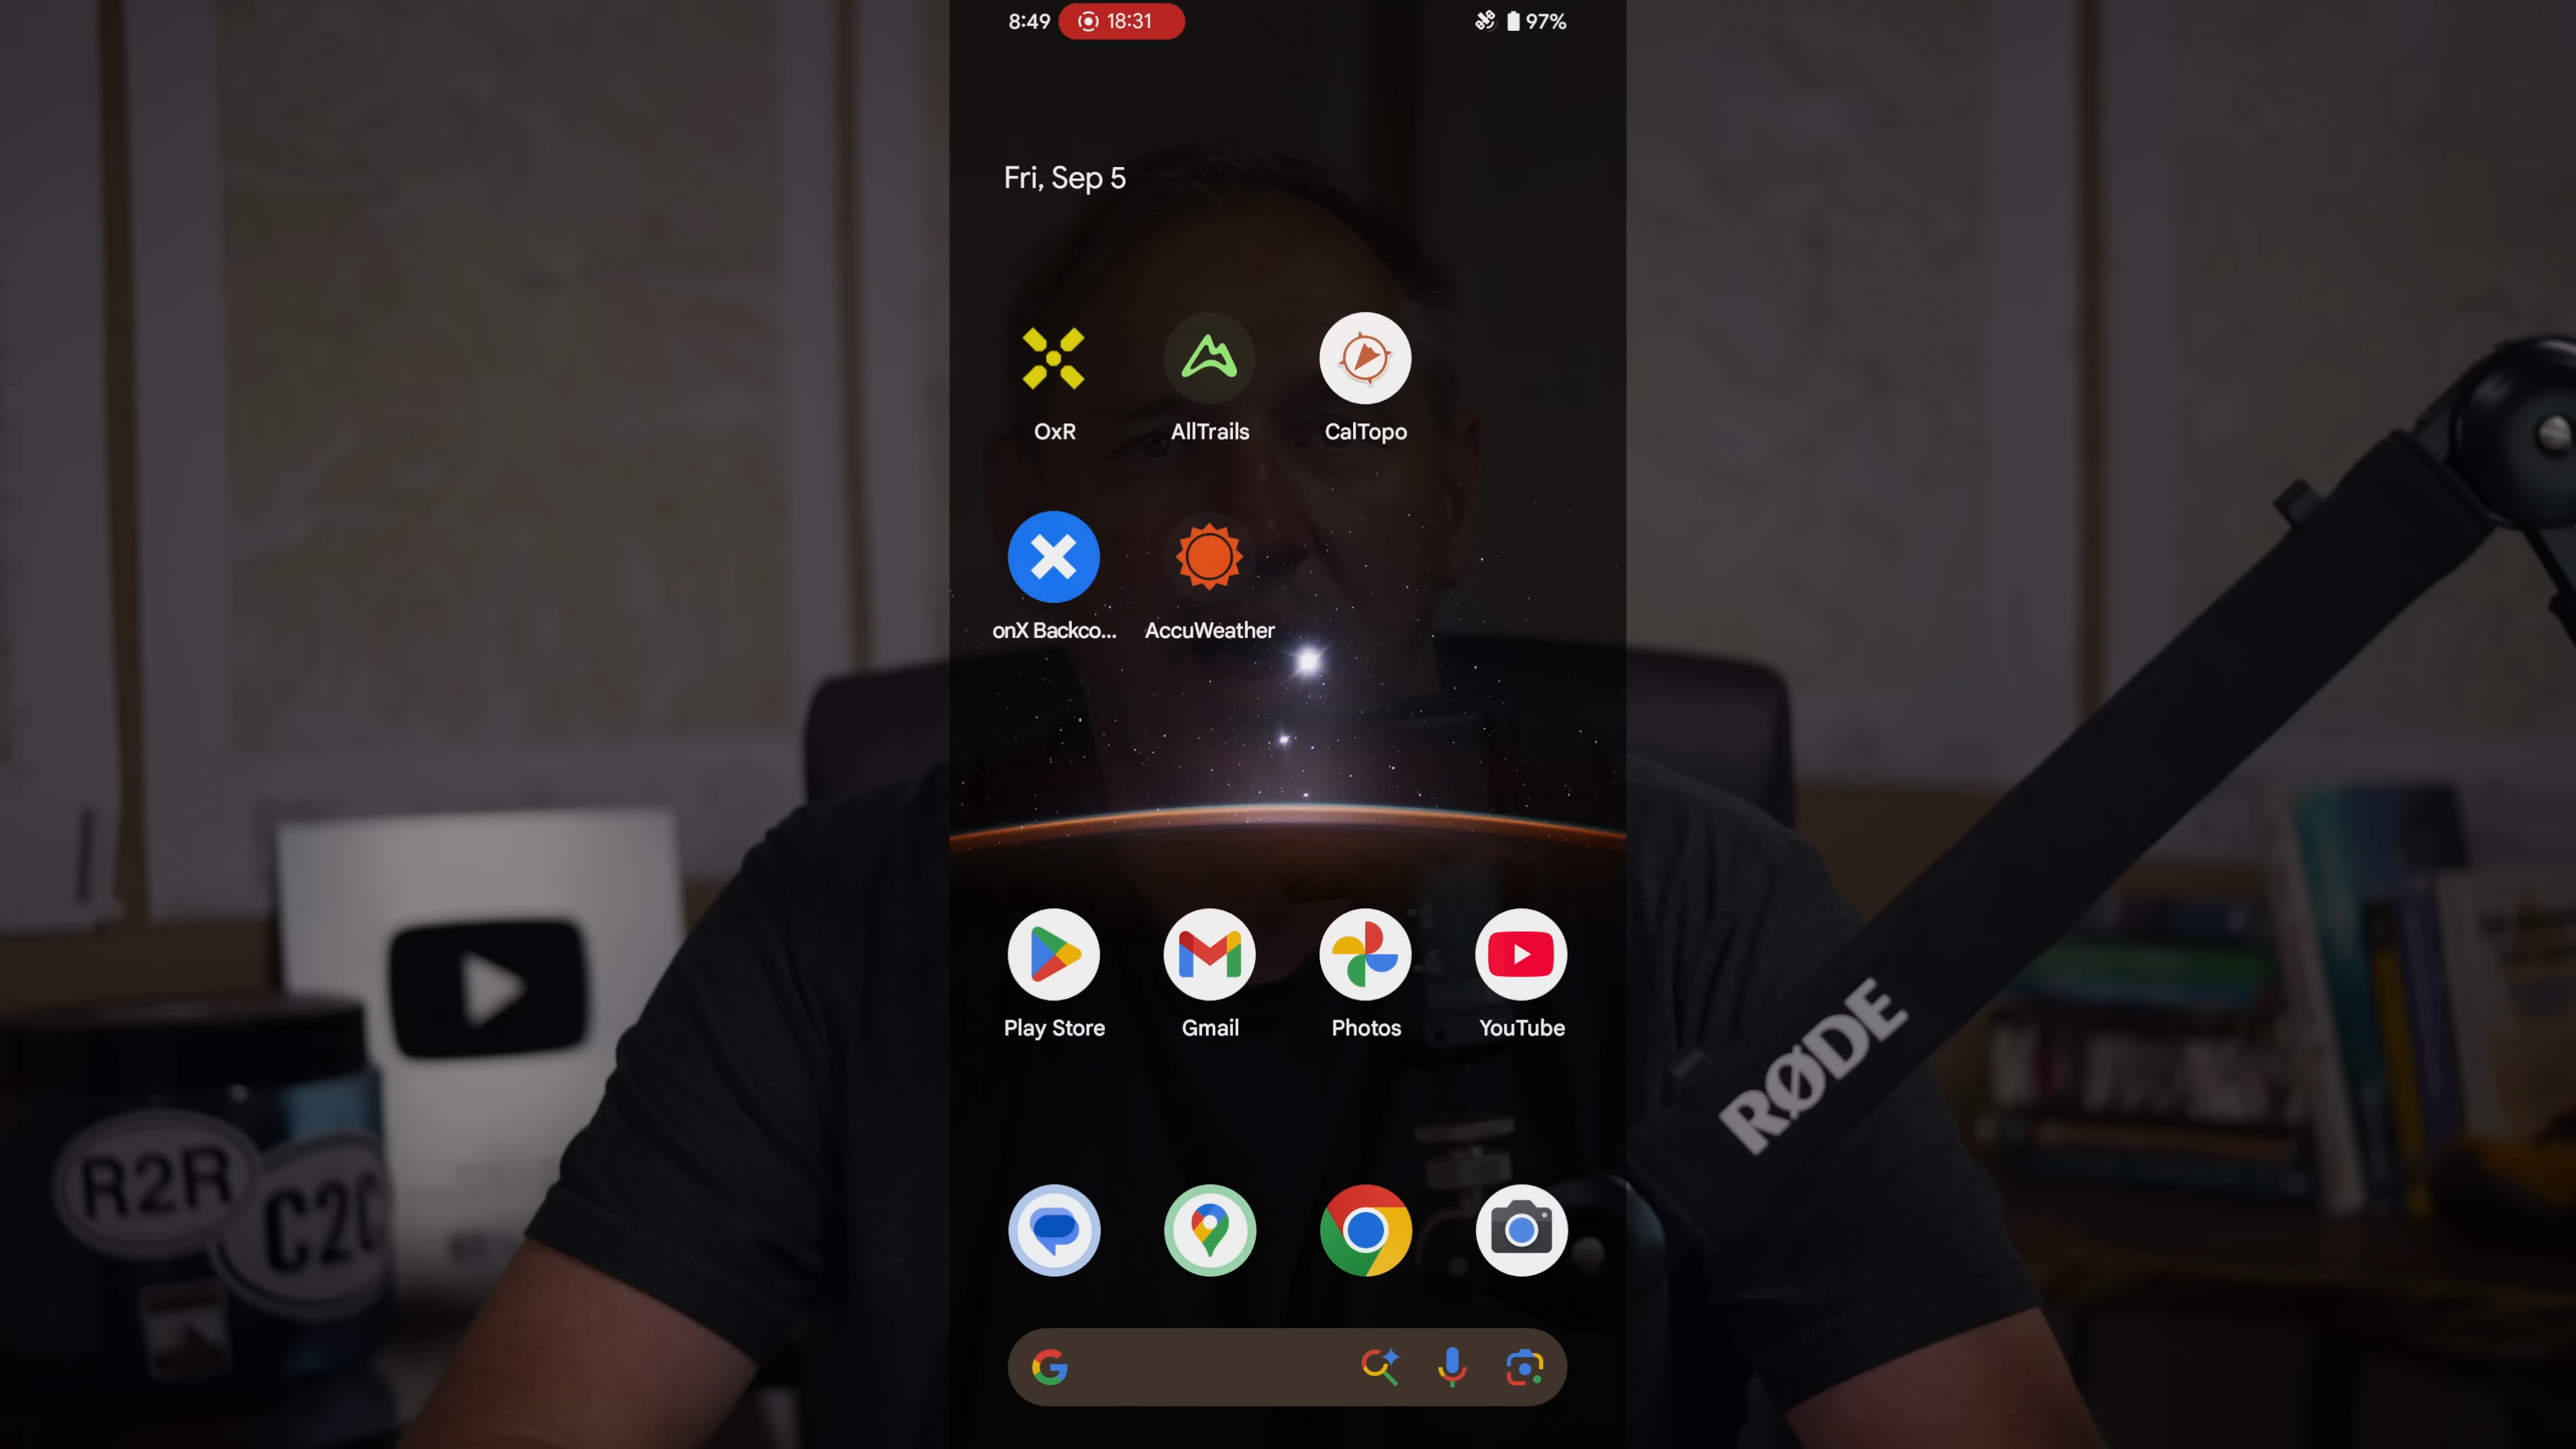 8:49 18:31 97%
Fri, Sep 5
OxR AllTrails CalTopo
onX Backco... AccuWeather
Play Store Gmail Photos YouTube
RØDE
R2R
C2C